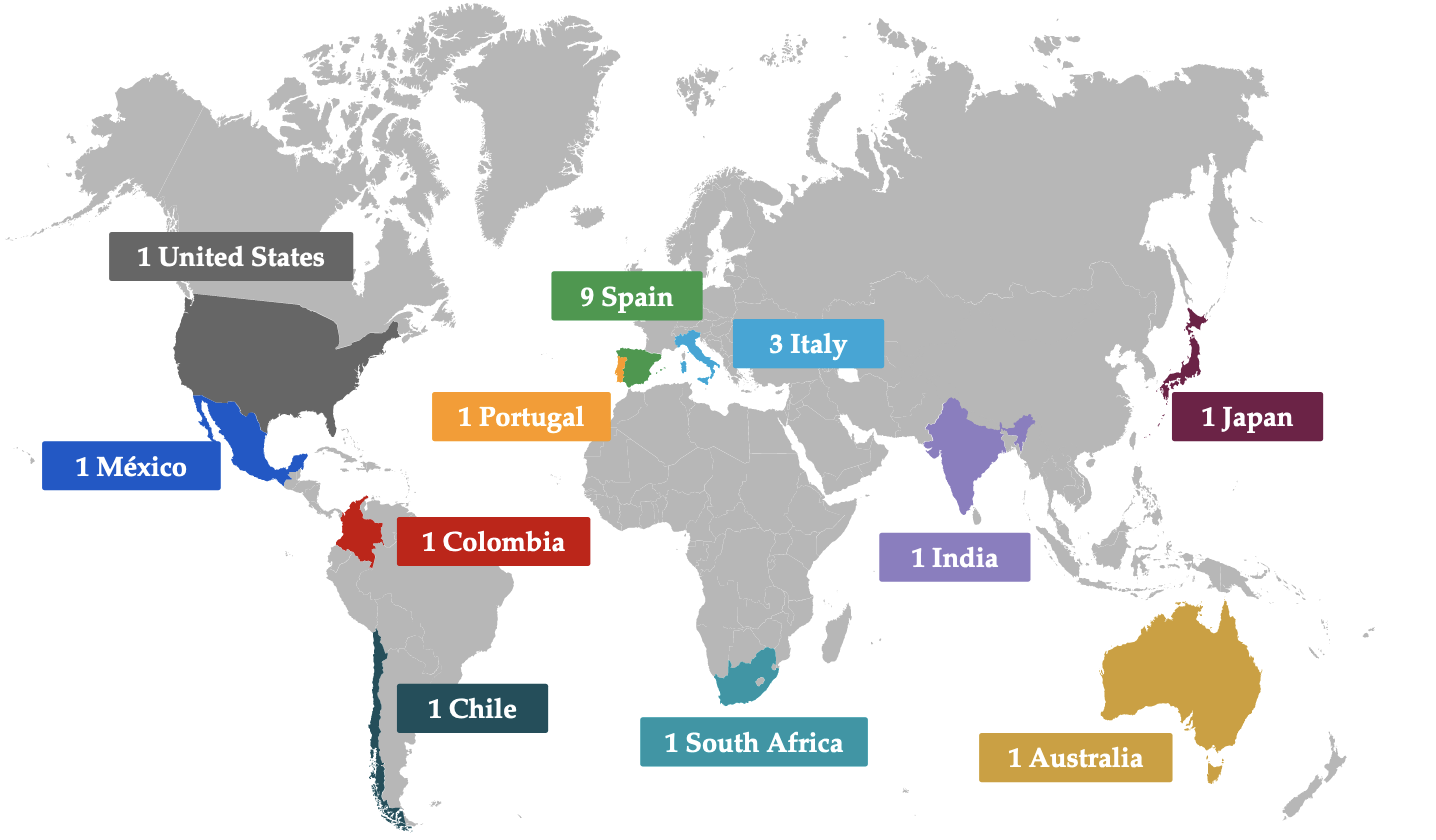 1 United States
9 Spain
3 Italy
1 Portugal
1 Japan
1 México
1 Colombia
1 India
1 Chile
1 South Africa
1 Australia